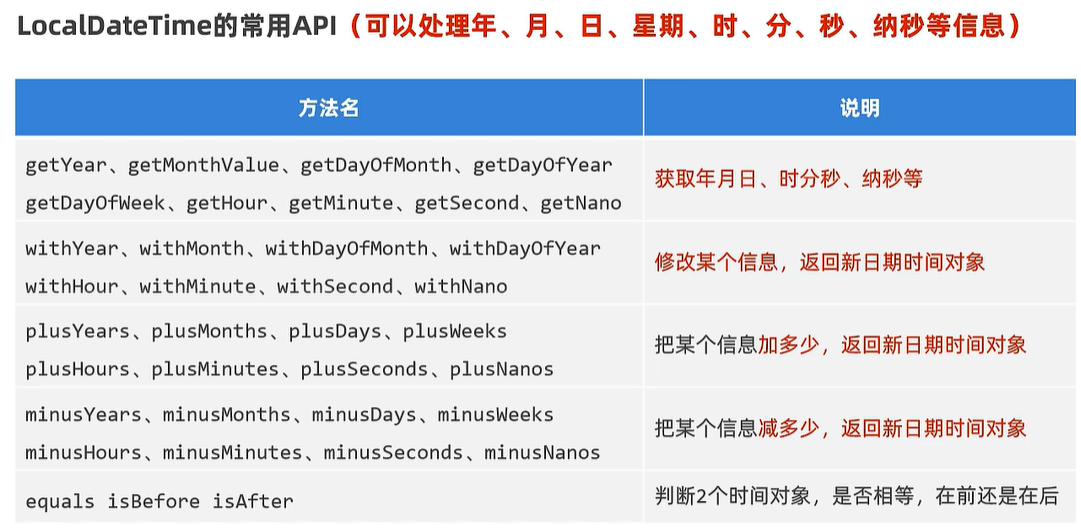 LocalDateTime的常用API（可以处理年、月、日、星期、时、分、秒、纳秒等信息）
方法名 说明
getYear、getMonthValue、getDayOfMonth、getDayOfYear
getDayOfWeek、getHour、getMinute、getSecond、getNano
获取年月日、时分秒、纳秒等
withYear、withMonth、withDayOfMonth、withDayOfYear
withHour、withMinute、withSecond、withNano
修改某个信息，返回新日期时间对象
plusYears、plusMonths、plusDays、plusWeeks
plusHours、plusMinutes、plusSeconds、plusNanos
把某个信息加多少，返回新日期时间对象
minusYears、minusMonths、minusDays、minusWeeks
minusHours、minusMinutes、minusSeconds、minusNanos
把某个信息减多少，返回新日期时间对象
equals isBefore isAfter
判断2个时间对象，是否相等，在前还是在后